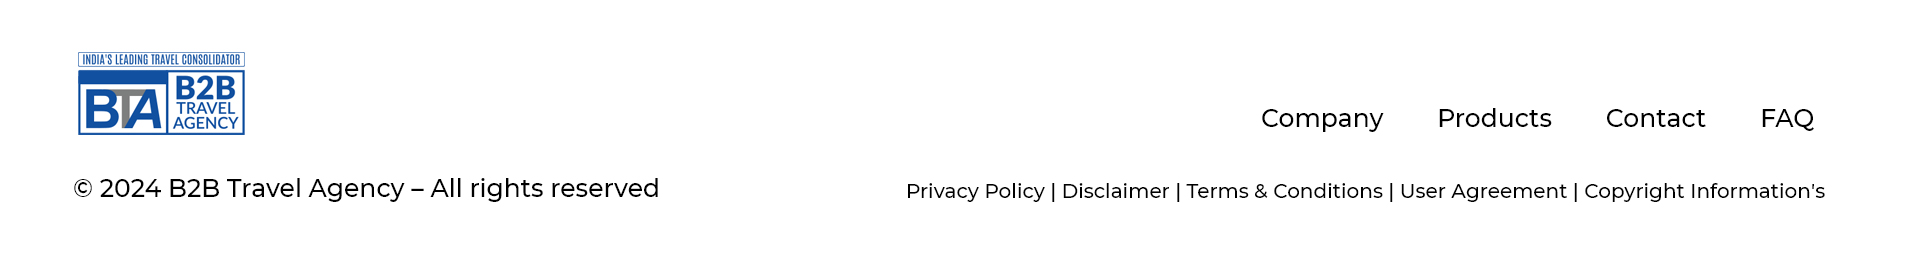 INDIA'S LEADING TRAVEL CONSOLIDATOR
BTA
B2B
TRAVEL
AGENCY
Company Products Contact FAQ
© 2024 B2B Travel Agency – All rights reserved
Privacy Policy | Disclaimer | Terms & Conditions | User Agreement | Copyright Information's